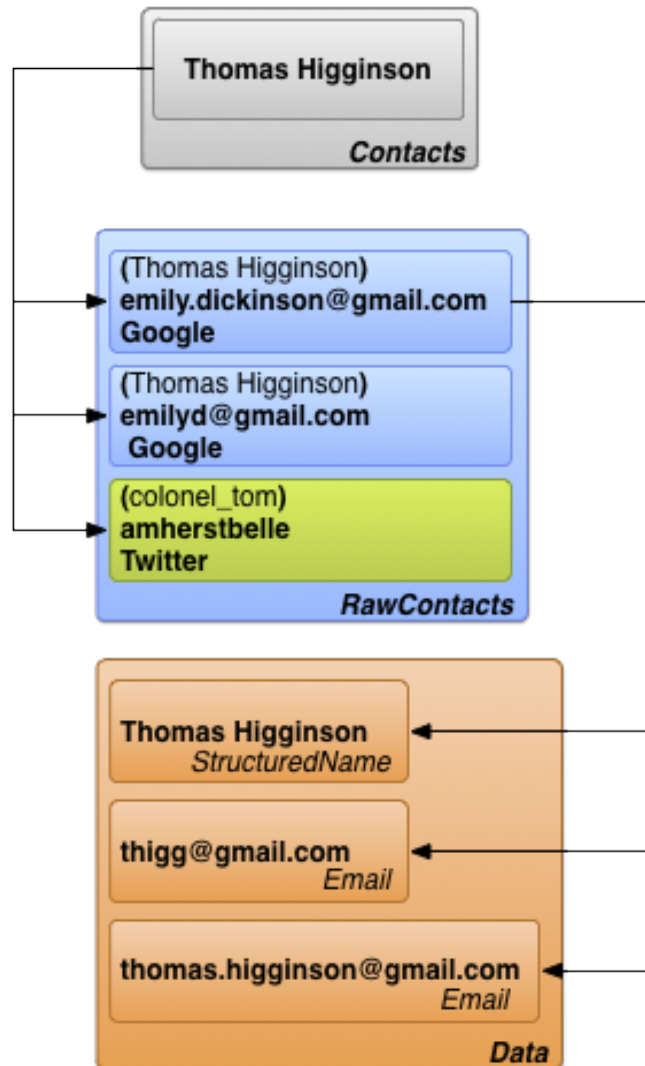 Thomas Higginson
Contacts
(Thomas Higginson)
emily.dickinson@gmail.com
Google
(Thomas Higginson)
emilyd@gmail.com
Google
(colonel_tom)
amherstbelle
Twitter
RawContacts
Thomas Higginson
StructuredName
thigg@gmail.com
Email
thomas.higginson@gmail.com
Email
Data